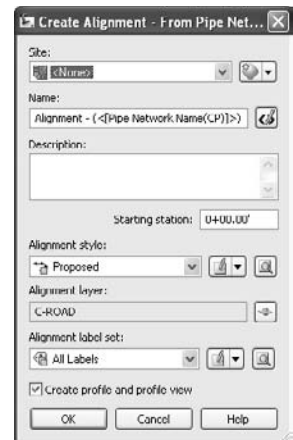 Create Alignment - From Pipe Net...
Site:
<None>
Name:
Alignment - (<[Pipe Network Name(CP)]>)
Description:
Starting station: 0+00.00'
Alignment style:
Proposed
Alignment layer:
C-ROAD
Alignment label set:
All Labels
Create profile and profile view
OK Cancel Help